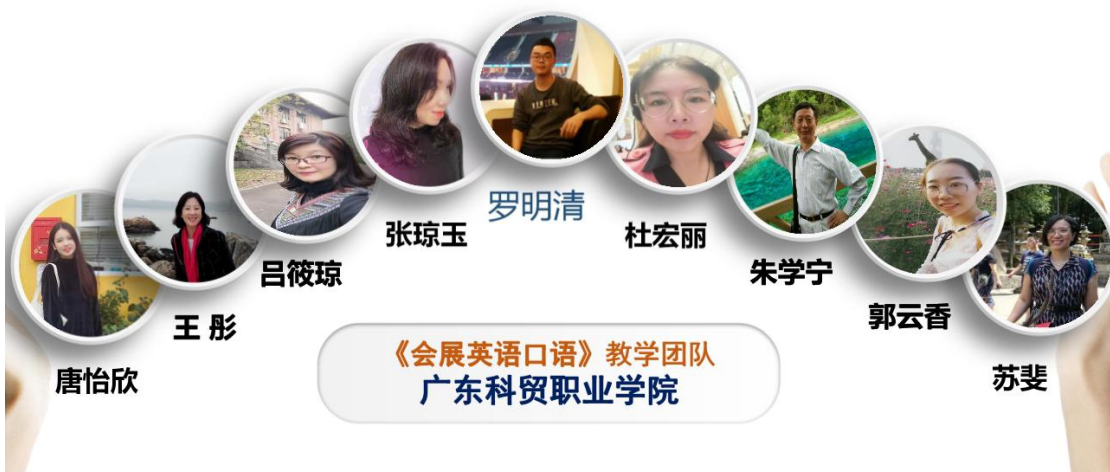 罗明清
张琼玉
杜宏丽
吕筱琼
朱学宁
王 彤
郭云香
唐怡欣
苏斐
《会展英语口语》教学团队
广东科贸职业学院